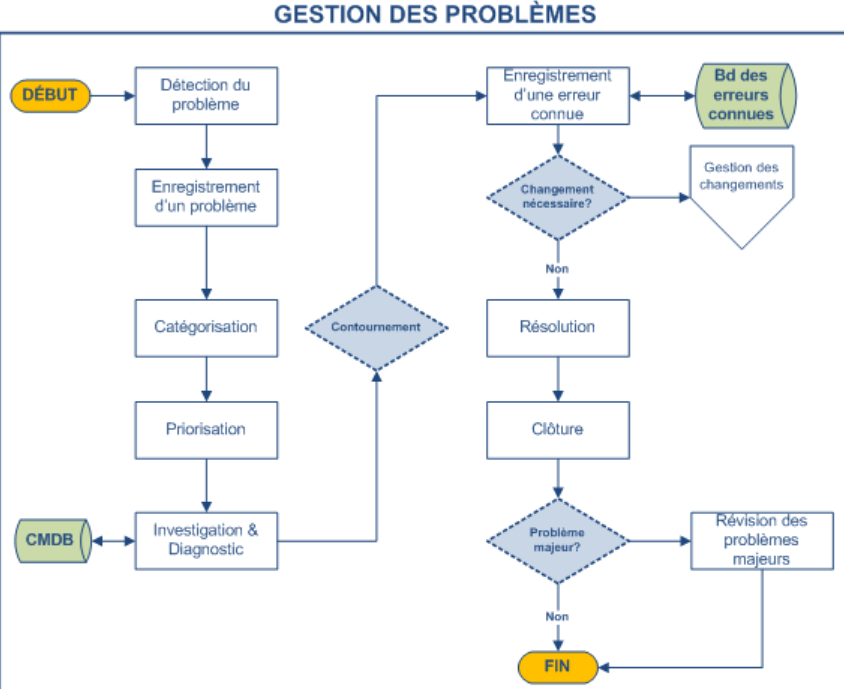 GESTION DES PROBLÈMES
DÉBUT
Détection du
problème
Enregistrement
d'un problème
Catégorisation
Priorisation
CMDB
Investigation &
Diagnostic
Contournement
Enregistrement
d'une erreur
connue
Bd des
erreurs
connues
Changement
nécessaire?
Gestion des
changements
Non
Résolution
Clôture
Problème
majeur?
Révision des
problèmes
majeurs
Non
FIN